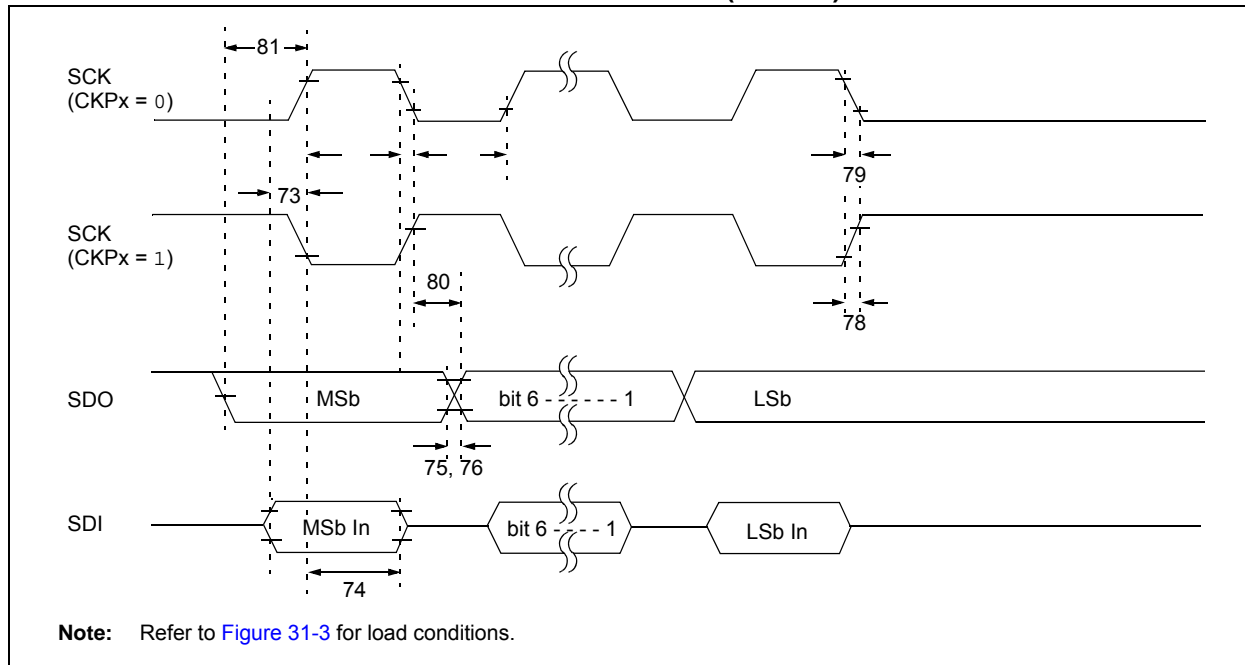 81
SCK
(CKPx = 0)
79
73
SCK
(CKPx = 1)
80
78
SDO
MSb
bit 6 - - - - - - 1
LSb
75, 76
SDI
MSb In
bit 6 - - - - 1
LSb In
74
Note: Refer to Figure 31-3 for load conditions.